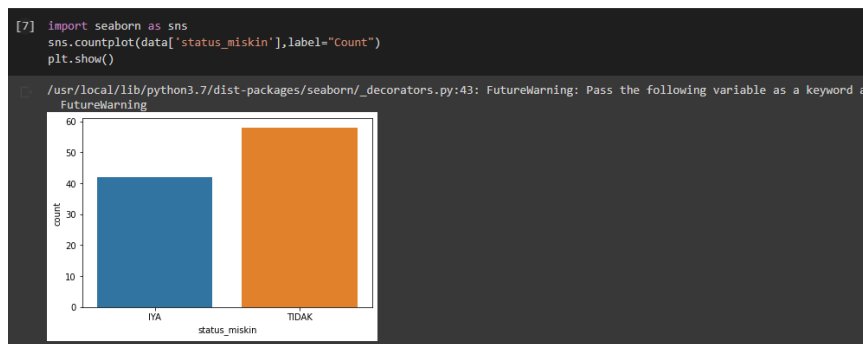 [7] import seaborn as sns
sns.countplot(data['status_miskin'],label="Count")
plt.show()
/usr/local/lib/python3.7/dist-packages/seaborn/_decorators.py:43: FutureWarning: Pass the following variable as a keyword a
FutureWarning
60
50
40
30
20
10
0
count
IYA TIDAK
status_miskin